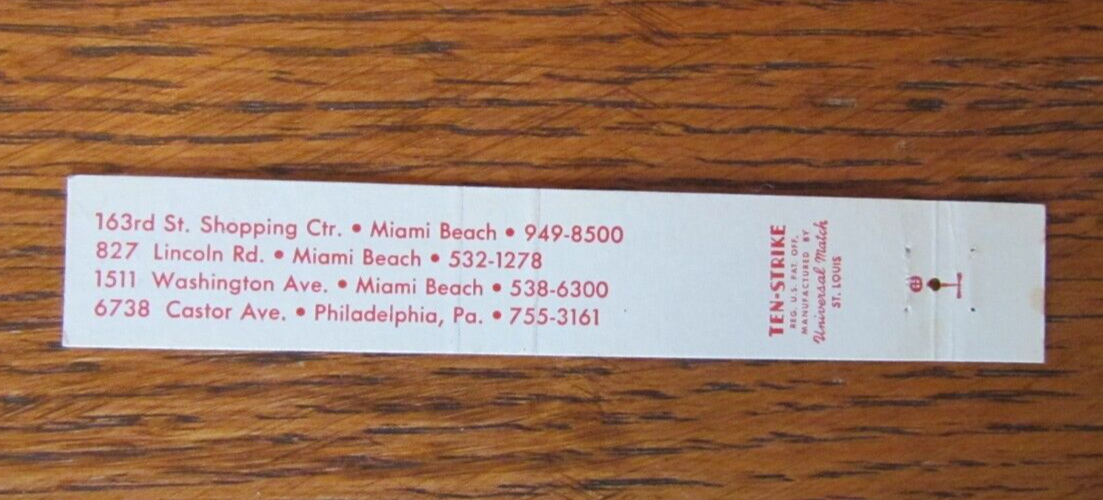 163rd St. Shopping Ctr. • Miami Beach • 949-8500
827 Lincoln Rd. • Miami Beach • 532-1278
1511 Washington Ave. • Miami Beach • 538-6300
6738 Castor Ave. • Philadelphia, Pa. • 755-3161
TEN-STRIKE
REG. U.S. PAT. OFF.
MANUFACTURED BY
Universal Match
ST. LOUIS